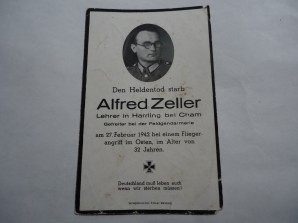 Den Heldentod starb
Alfred Zeller
Lehrer in Harrling bei Cham
Gefreiter bei der Feldgendarmerie
am 27. Februar 1942 bei einem Flieger-
angriff im Osten, im Alter von
32 Jahren.
Deutschland muß leben auch
wenn wir sterben müssen!